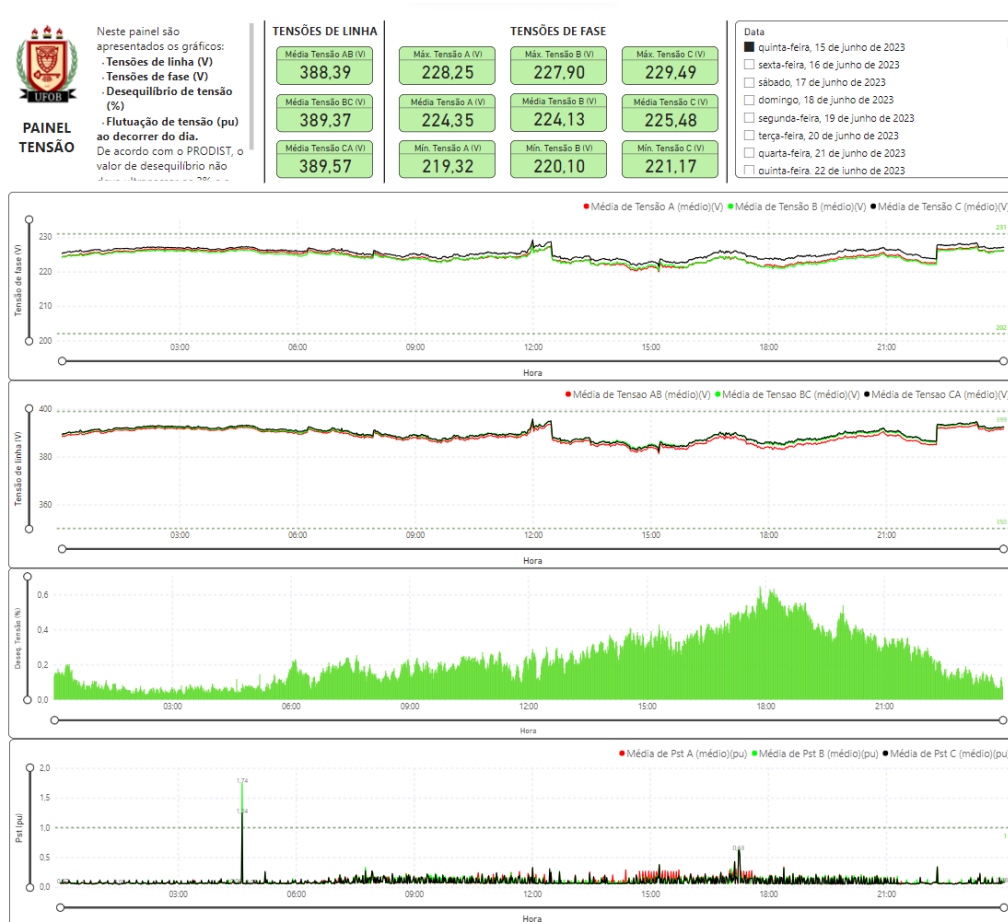 UFOB
PAINEL
TENSÃO
Neste painel são
apresentados os gráficos:
. Tensões de linha (V)
. Tensões de fase (V)
. Desequilíbrio de tensão
(%)
. Flutuação de tensão (pu)
ao decorrer do dia.
De acordo com o PRODIST, o
valor de desequilíbrio não
TENSÕES DE LINHA
Média Tensão AB (V)
388,39
Média Tensão BC (V)
389,37
Média Tensão CA (V)
389,57
TENSÕES DE FASE
Máx. Tensão A (V)
228,25
Máx. Tensão B (V)
227,90
Máx. Tensão C (V)
229,49
Média Tensão A (V)
224,35
Média Tensão B (V)
224,13
Média Tensão C (V)
225,48
Mín. Tensão A (V)
219,32
Mín. Tensão B (V)
220,10
Mín. Tensão C (V)
221,17
Data
quinta-feira, 15 de junho de 2023
sexta-feira, 16 de junho de 2023
sábado, 17 de junho de 2023
domingo, 18 de junho de 2023
segunda-feira, 19 de junho de 2023
terça-feira, 20 de junho de 2023
quarta-feira, 21 de junho de 2023
quinta-feira, 22 de junho de 2023
Média de Tensão A (médio)(V) Média de Tensão B (médio)(V) Média de Tensão C (médio)(V)
Tensão de fase (V)
230
220
210
200
231
202
03:00 06:00 09:00 12:00 15:00 18:00 21:00
Hora
Média de Tensao AB (médio)(V) Média de Tensao BC (médio)(V) Média de Tensao CA (médio)(V)
Tensão de linha (V)
400
380
360
399
350
03:00 06:00 09:00 12:00 15:00 18:00 21:00
Hora
Deseq. Tensão (%)
0,6
0,4
0,2
0,0
03:00 06:00 09:00 12:00 15:00 18:00 21:00
Hora
Média de Pst A (médio)(pu) Média de Pst B (médio)(pu) Média de Pst C (médio)(pu)
Pst (pu)
2,0
1,5
1,0
0,5
0,0
1,74
1
03:00 06:00 09:00 12:00 15:00 18:00 21:00
Hora